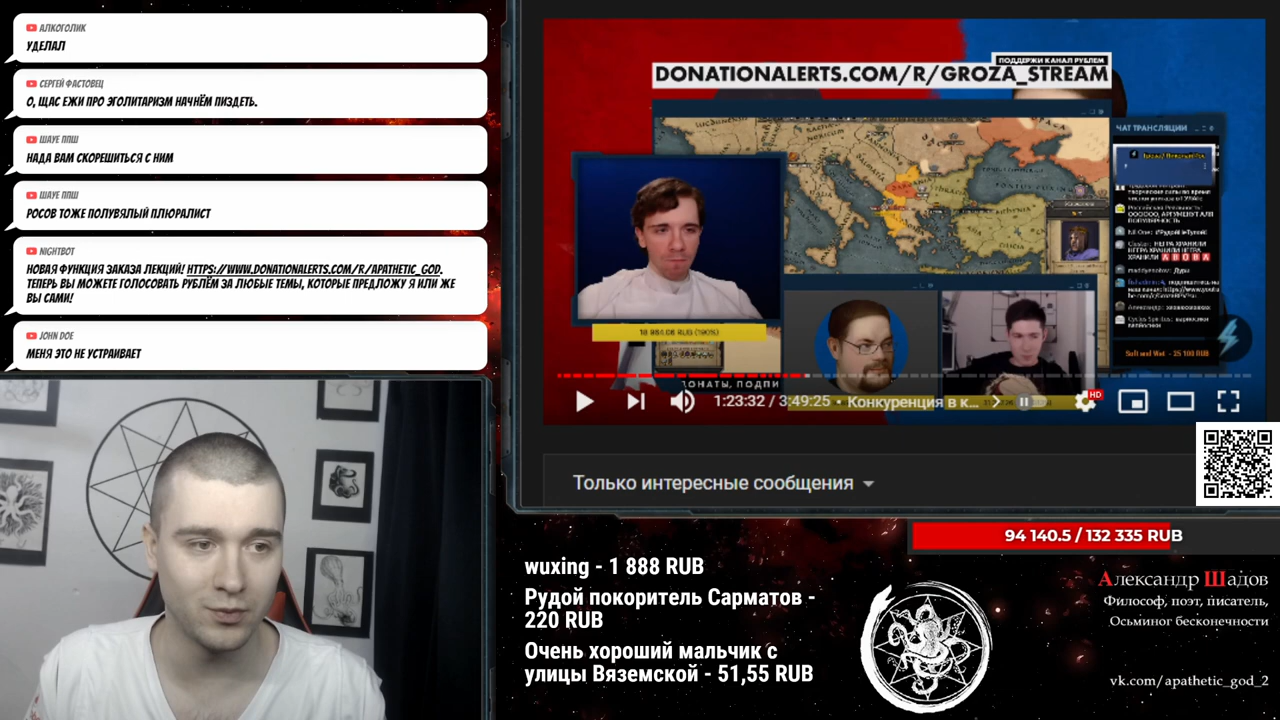 АЛКОГОЛИК
УДЕЛАЛ
СЕРГЕЙ ФАСТОВЕЦ
О, ЩАС ЕЖИ ПРО ЭГОЛИТАРИЗМ НАЧНЁМ ПИЗДЕТЬ.
ШАУЕ ППШ
НАДА ВАМ СКОРЕШИТЬСЯ С НИМ
ШАУЕ ППШ
РОСОВ ТОЖЕ ПОЛУВЯЛЫЙ ПЛЮРАЛИСТ
NIGHTBOT
НОВАЯ ФУНКЦИЯ ЗАКАЗА ЛЕКЦИЙ! HTTPS://WWW.DONATIONALERTS.COM/R/APATHETIC_GOD.
ТЕПЕРЬ ВЫ МОЖЕТЕ ГОЛОСОВАТЬ РУБЛЁМ ЗА ЛЮБЫЕ ТЕМЫ, КОТОРЫЕ ПРЕДЛОЖУ Я ИЛИ ЖЕ
ВЫ САМИ!
JOHN DOE
МЕНЯ ЭТО НЕ УСТРАИВАЕТ
ПОДДЕРЖИ КАНАЛ РУБЛЕМ
DONATIONALERTS.COM/R/GROZA_STREAM
ЧАТ ТРАНСЛЯЦИИ
ДОНАТЫ, ПОДПИ
1:23:32 / 3:49:25 • Конкуренция в к...
HD
Только интересные сообщения
94 140.5 / 132 335 RUB
wuxing - 1 888 RUB
Рудой покоритель Сарматов -
220 RUB
Очень хороший мальчик с
улицы Вяземской - 51,55 RUB
Александр Шадов
Философ, поэт, писатель,
Осьминог бесконечности
vk.com/apathetic_god_2